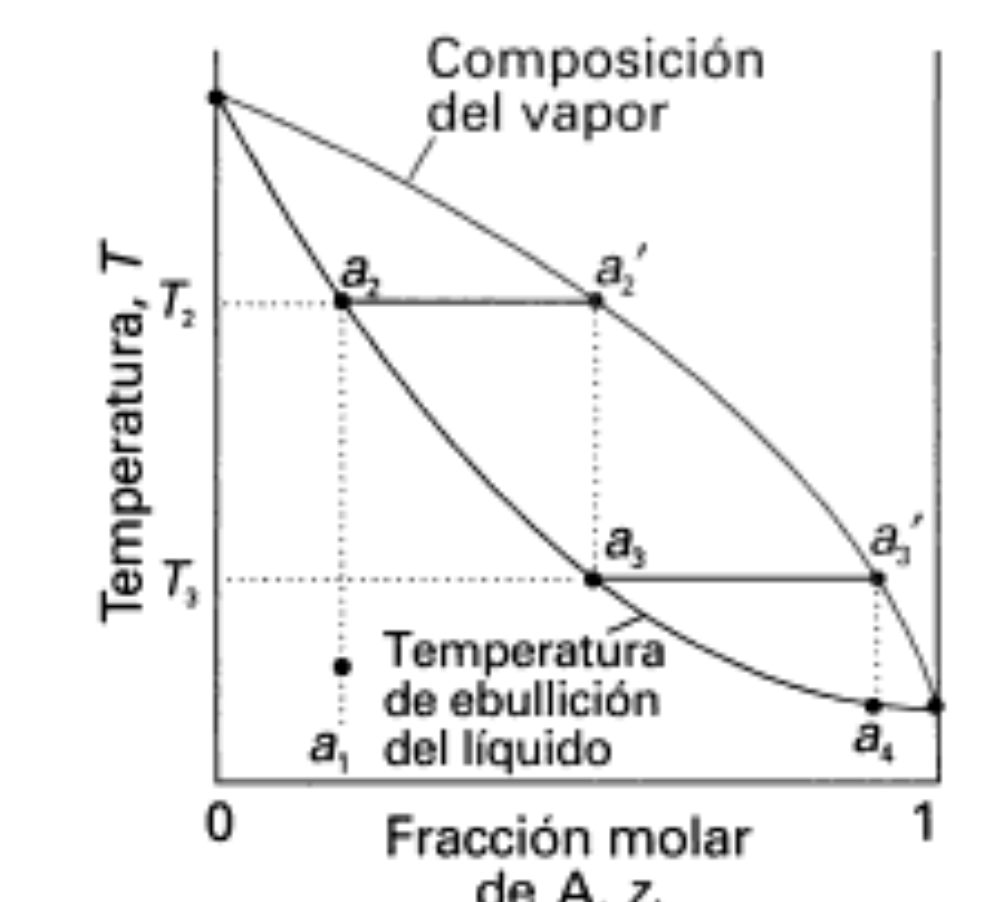 Composición
del vapor
Temperatura, T
T₂
a₂
a₂′
T₃
a₃
a₃′
Temperatura
de ebullición
del líquido
a₁
a₄
0
1
Fracción molar
de A, z